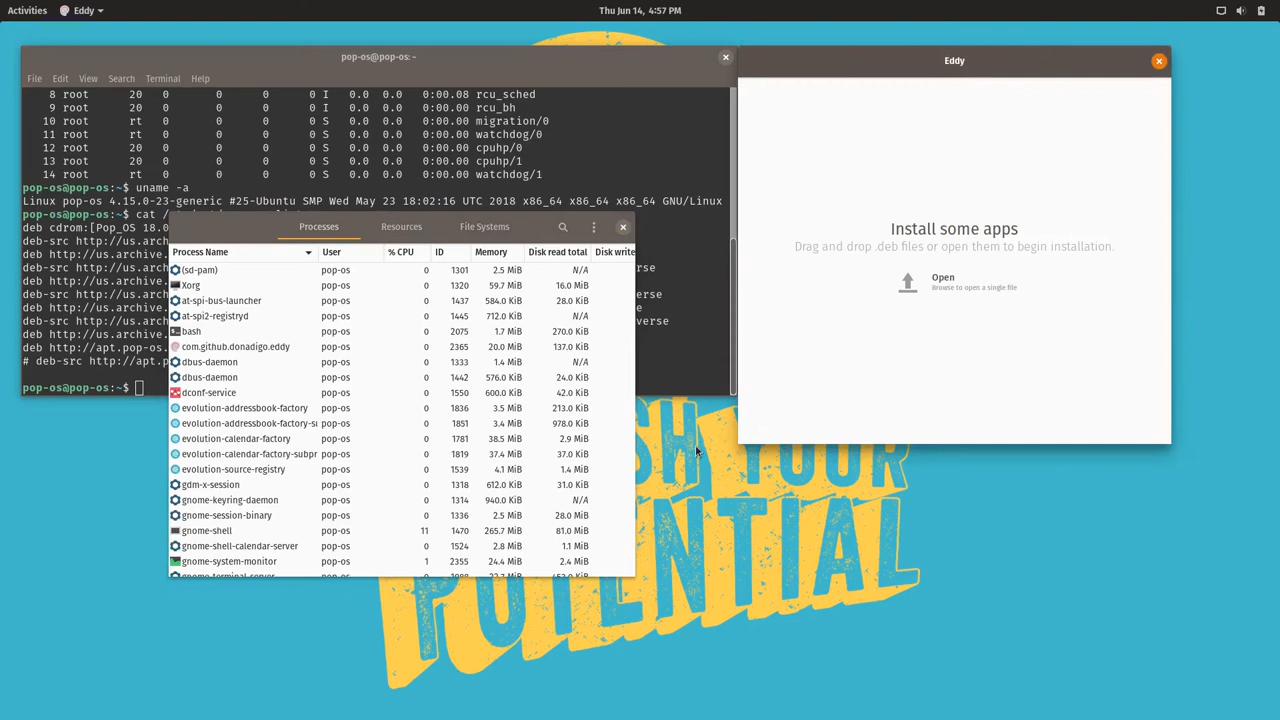 Activities Eddy Thu Jun 14, 4:57 PM
pop-os@pop-os: ~
File Edit View Search Terminal Help
8 root 20 0 0 0 I 0.0 0.0 0:00.08 rcu_sched
9 root 20 0 0 0 I 0.0 0.0 0:00.00 rcu_bh
10 root rt 0 0 0 S 0.0 0.0 0:00.00 migration/0
11 root rt 0 0 0 S 0.0 0.0 0:00.00 watchdog/0
12 root 20 0 0 0 S 0.0 0.0 0:00.00 cpuhp/0
13 root 20 0 0 0 S 0.0 0.0 0:00.00 cpuhp/1
14 root rt 0 0 0 S 0.0 0.0 0:00.00 watchdog/1
pop-os@pop-os:~$ uname -a
Linux pop-os 4.15.0-23-generic #25-Ubuntu SMP Wed May 23 18:02:16 UTC 2018 x86_64 x86_64 x86_64 GNU/Linux
pop-os@pop-os:~$ cat /
deb cdrom:[Pop_OS 18.0
deb-src http://us.arch
deb http://us.archive.
deb-src http://us.arch erse
deb http://us.archive.
deb-src http://us.arch verse
deb http://us.archive. e
deb-src http://us.arch iverse
deb http://us.archive.
deb http://apt.pop-os.
# deb-src http://apt.p
pop-os@pop-os:~$
Processes Resources File Systems
Process Name User % CPU ID Memory Disk read total Disk write
(sd-pam) pop-os 0 1301 2.5 MiB N/A
Xorg pop-os 0 1320 59.7 MiB 16.0 MiB
at-spi-bus-launcher pop-os 0 1437 584.0 KiB 28.0 KiB
at-spi2-registryd pop-os 0 1445 712.0 KiB N/A
bash pop-os 0 2075 1.7 MiB 270.0 KiB
com.github.donadigo.eddy pop-os 0 2365 20.0 MiB 137.0 KiB
dbus-daemon pop-os 0 1333 1.4 MiB N/A
dbus-daemon pop-os 0 1442 576.0 KiB 24.0 KiB
dconf-service pop-os 0 1550 600.0 KiB 42.0 KiB
evolution-addressbook-factory pop-os 0 1836 3.5 MiB 213.0 KiB
evolution-addressbook-factory-su pop-os 0 1851 3.4 MiB 978.0 KiB
evolution-calendar-factory pop-os 0 1781 38.5 MiB 2.9 MiB
evolution-calendar-factory-subpr pop-os 0 1819 37.4 MiB 37.0 KiB
evolution-source-registry pop-os 0 1539 4.1 MiB 1.4 MiB
gdm-x-session pop-os 0 1318 612.0 KiB 31.0 KiB
gnome-keyring-daemon pop-os 0 1314 940.0 KiB N/A
gnome-session-binary pop-os 0 1336 2.5 MiB 28.0 MiB
gnome-shell pop-os 11 1470 265.7 MiB 81.0 MiB
gnome-shell-calendar-server pop-os 0 1524 2.8 MiB 1.1 MiB
gnome-system-monitor pop-os 1 2355 24.4 MiB 2.4 MiB
Eddy
Install some apps
Drag and drop .deb files or open them to begin installation.
Open
Browse to open a single file
SH YOUR
POTENTIAL